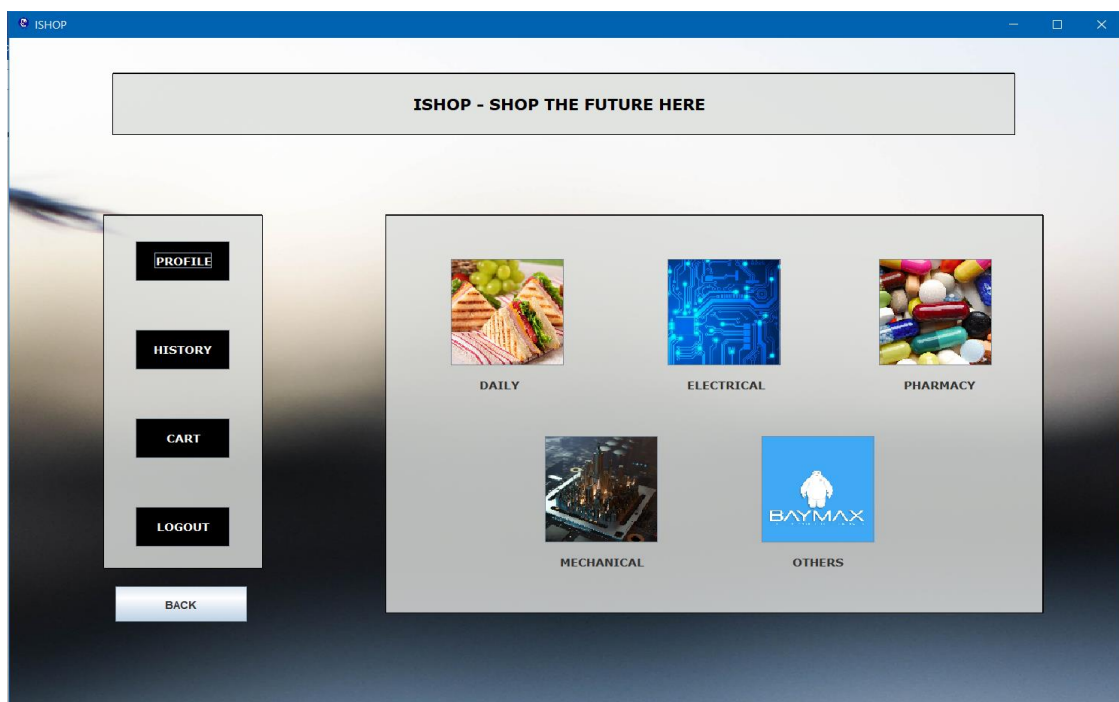 ISHOP
ISHOP - SHOP THE FUTURE HERE
PROFILE
HISTORY
CART
LOGOUT
BACK
DAILY
ELECTRICAL
PHARMACY
BAYMAX
MECHANICAL
OTHERS